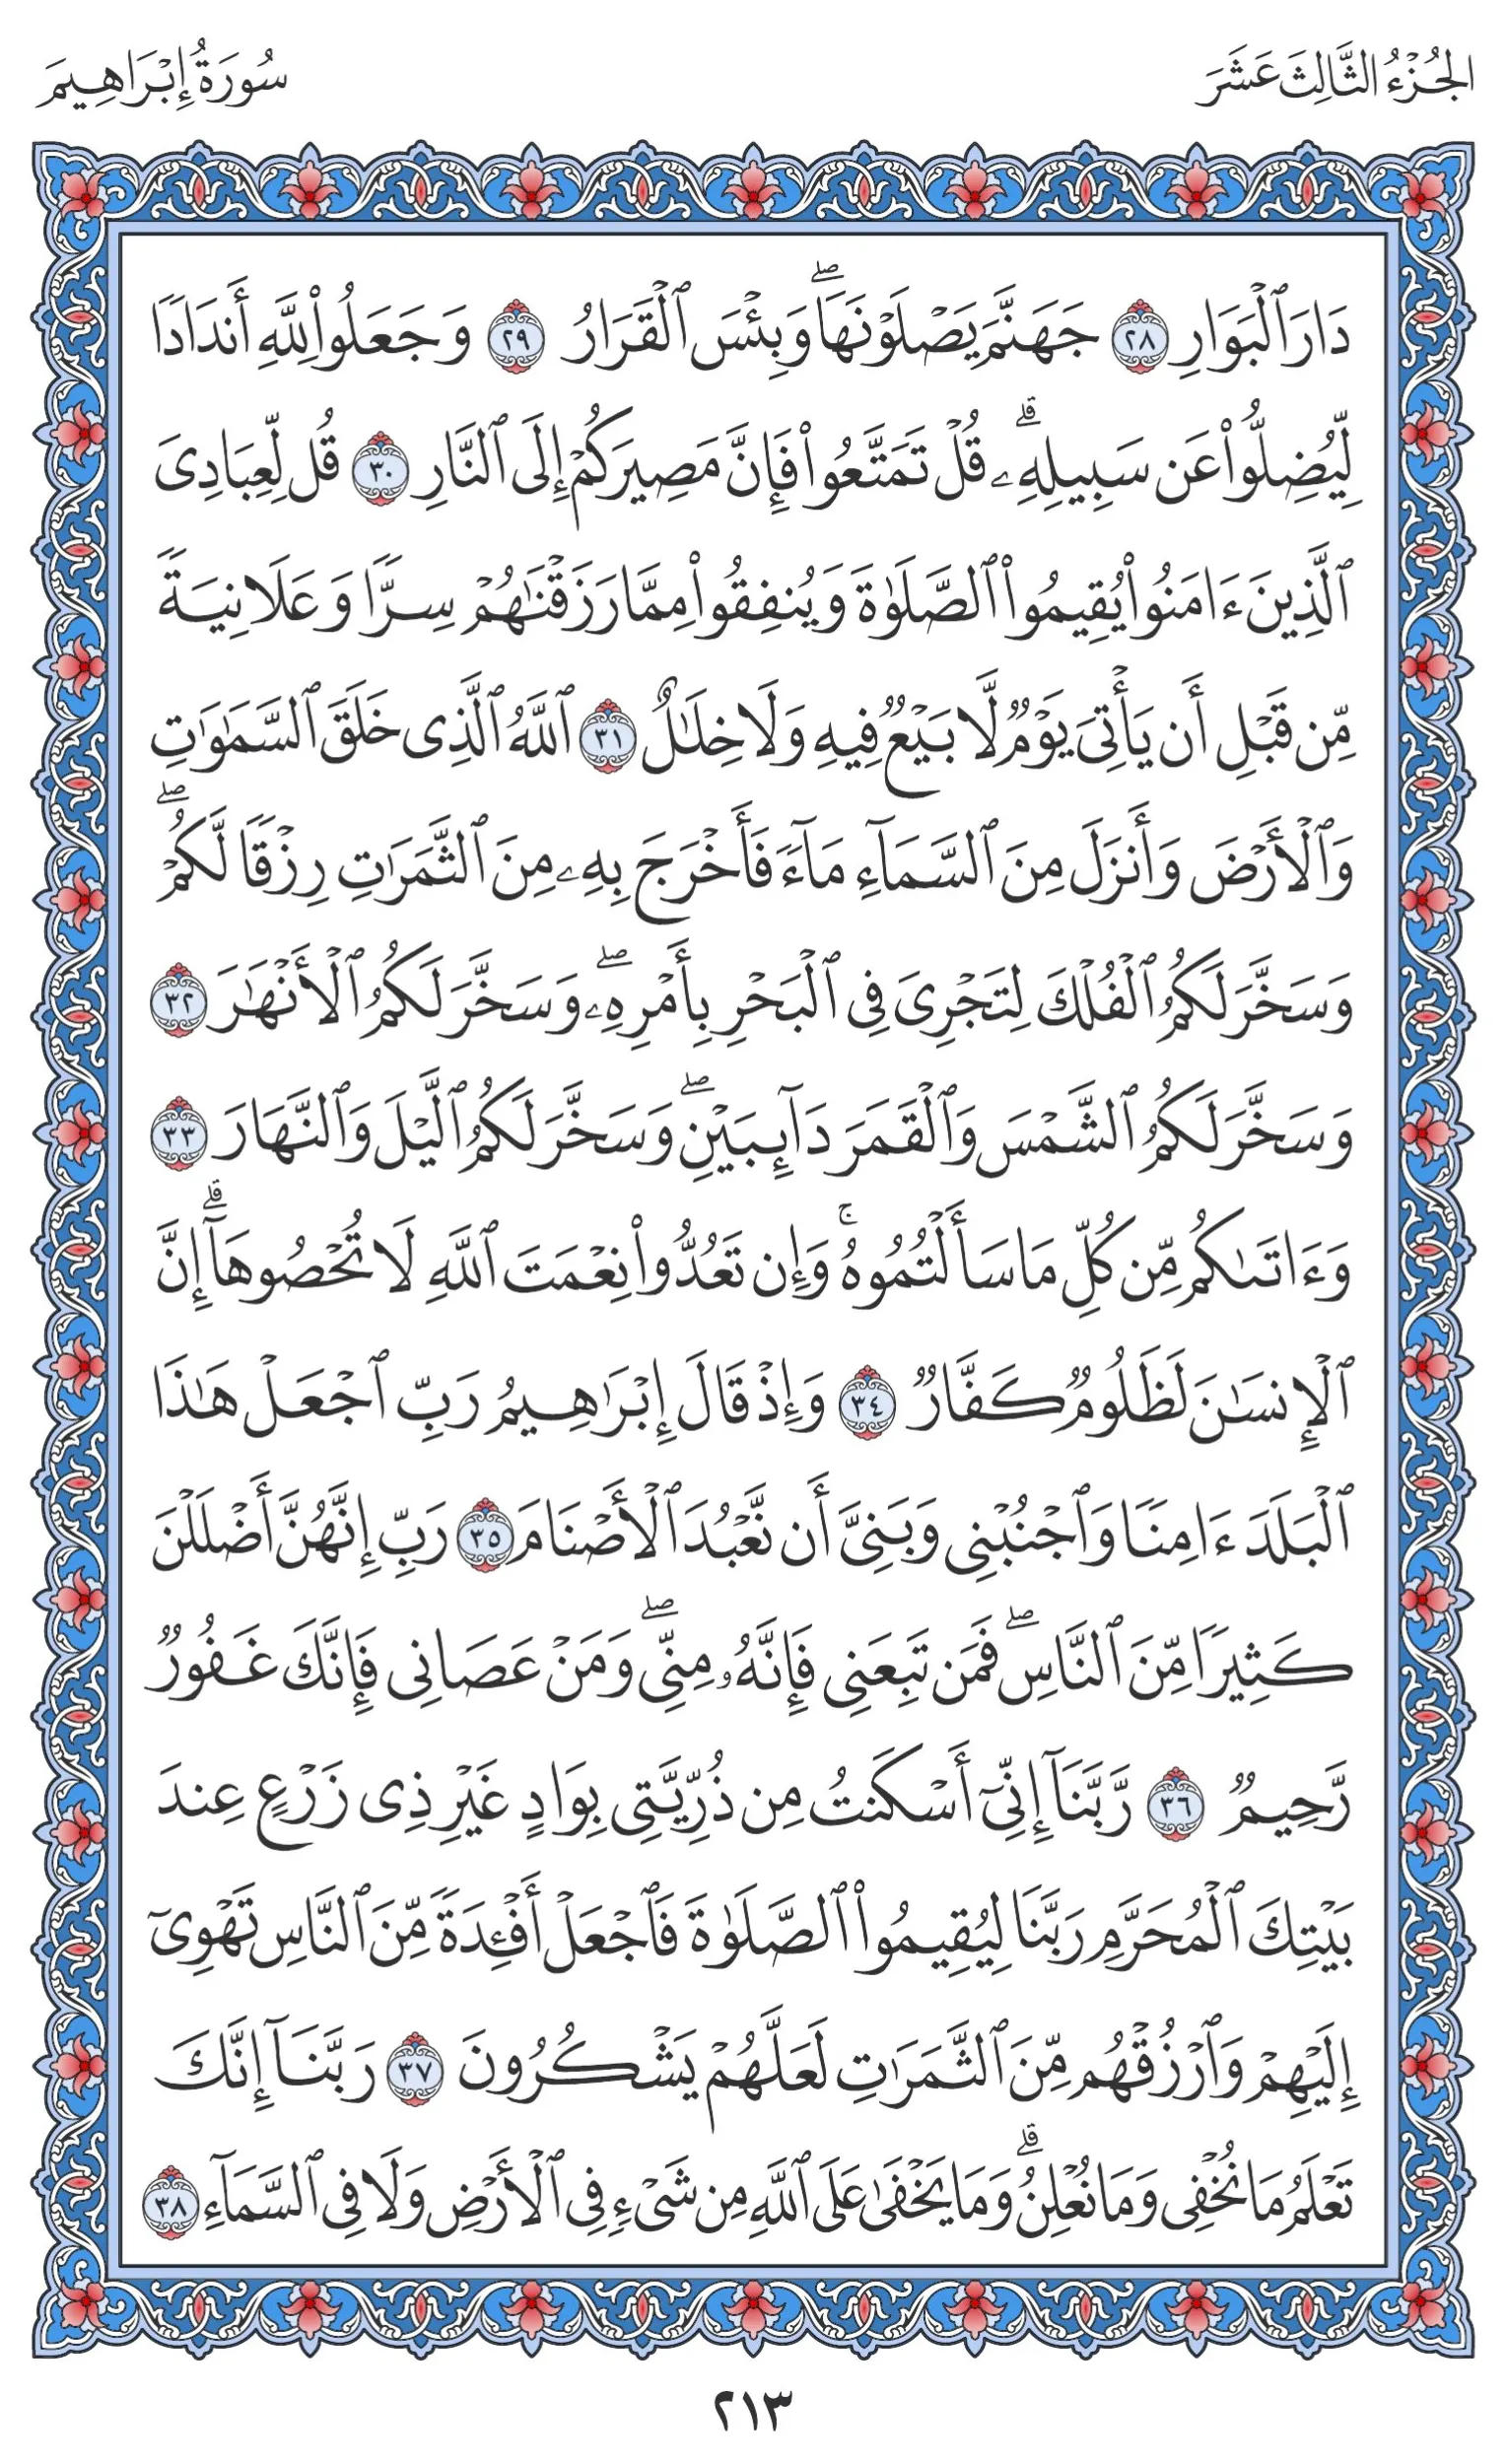 الجُزْءُ الثَّالِثَ عَشَرَ
سُورَةُ إِبْرَاهِيمَ
دَارَ ٱلْبَوَارِ ٢٨ جَهَنَّمَ يَصْلَوْنَهَاۖ وَبِئْسَ ٱلْقَرَارُ ٢٩ وَجَعَلُوا۟ لِلَّهِ أَندَادًا
لِّيُضِلُّوا۟ عَن سَبِيلِهِۦۗ قُلْ تَمَتَّعُوا۟ فَإِنَّ مَصِيرَكُمْ إِلَى ٱلنَّارِ ٣٠ قُل لِّعِبَادِىَ
ٱلَّذِينَ ءَامَنُوا۟ يُقِيمُوا۟ ٱلصَّلَوٰةَ وَيُنفِقُوا۟ مِمَّا رَزَقْنَٰهُمْ سِرًّا وَعَلَانِيَةً
مِّن قَبْلِ أَن يَأْتِىَ يَوْمٌ لَّا بَيْعٌ فِيهِ وَلَا خِلَٰلٌ ٣١ ٱللَّهُ ٱلَّذِى خَلَقَ ٱلسَّمَٰوَٰتِ
وَٱلْأَرْضَ وَأَنزَلَ مِنَ ٱلسَّمَآءِ مَآءً فَأَخْرَجَ بِهِۦ مِنَ ٱلثَّمَرَٰتِ رِزْقًا لَّكُمْۖ
وَسَخَّرَ لَكُمُ ٱلْفُلْكَ لِتَجْرِىَ فِى ٱلْبَحْرِ بِأَمْرِهِۦۖ وَسَخَّرَ لَكُمُ ٱلْأَنْهَٰرَ ٣٢
وَسَخَّرَ لَكُمُ ٱلشَّمْسَ وَٱلْقَمَرَ دَآئِبَيْنِۖ وَسَخَّرَ لَكُمُ ٱلَّيْلَ وَٱلنَّهَارَ ٣٣
وَءَاتَىٰكُم مِّن كُلِّ مَا سَأَلْتُمُوهُۚ وَإِن تَعُدُّوا۟ نِعْمَتَ ٱللَّهِ لَا تُحْصُوهَآۗ إِنَّ
ٱلْإِنسَٰنَ لَظَلُومٌ كَفَّارٌ ٣٤ وَإِذْ قَالَ إِبْرَٰهِيمُ رَبِّ ٱجْعَلْ هَٰذَا
ٱلْبَلَدَ ءَامِنًا وَٱجْنُبْنِى وَبَنِىَّ أَن نَّعْبُدَ ٱلْأَصْنَامَ ٣٥ رَبِّ إِنَّهُنَّ أَضْلَلْنَ
كَثِيرًا مِّنَ ٱلنَّاسِۖ فَمَن تَبِعَنِى فَإِنَّهُۥ مِنِّىۖ وَمَنْ عَصَانِى فَإِنَّكَ غَفُورٌ
رَّحِيمٌ ٣٦ رَّبَّنَآ إِنِّىٓ أَسْكَنتُ مِن ذُرِّيَّتِى بِوَادٍ غَيْرِ ذِى زَرْعٍ عِندَ
بَيْتِكَ ٱلْمُحَرَّمِ رَبَّنَا لِيُقِيمُوا۟ ٱلصَّلَوٰةَ فَٱجْعَلْ أَفْـِٔدَةً مِّنَ ٱلنَّاسِ تَهْوِىٓ
إِلَيْهِمْ وَٱرْزُقْهُم مِّنَ ٱلثَّمَرَٰتِ لَعَلَّهُمْ يَشْكُرُونَ ٣٧ رَبَّنَآ إِنَّكَ
تَعْلَمُ مَا نُخْفِى وَمَا نُعْلِنُۗ وَمَا يَخْفَىٰ عَلَى ٱللَّهِ مِن شَىْءٍ فِى ٱلْأَرْضِ وَلَا فِى ٱلسَّمَآءِ ٣٨
٢١٣